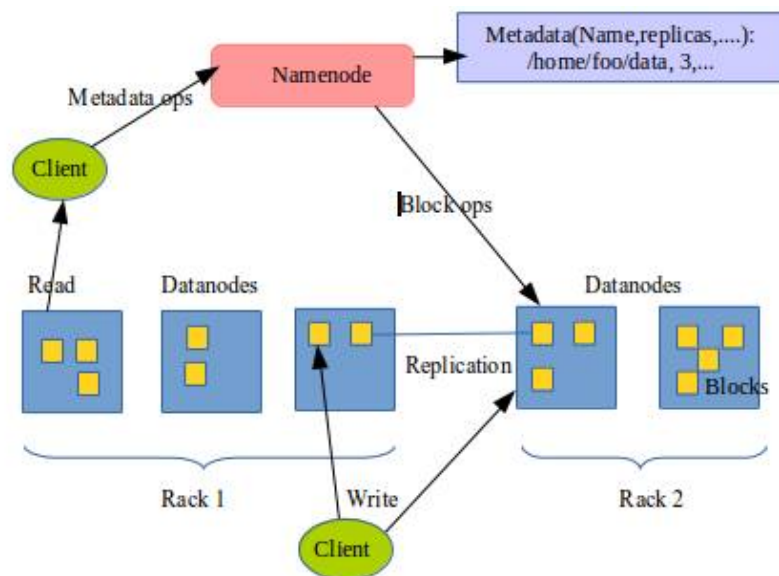 Metadata(Name,replicas,....):
/home/foo/data, 3,...
Namenode
Metadata ops
Client
Block ops
Read
Datanodes
Datanodes
Replication
Blocks
Rack 1
Write
Rack 2
Client